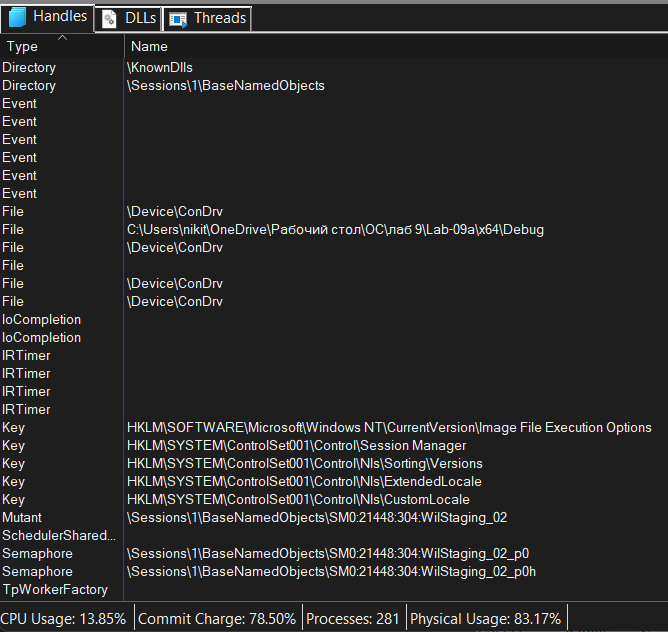 Handles DLLs Threads
Type Name
Directory \KnownDlls
Directory \Sessions\1\BaseNamedObjects
Event
Event
Event
Event
Event
Event
File \Device\ConDrv
File C:\Users\nikit\OneDrive\Рабочий стол\ОС\лаб 9\Lab-09a\x64\Debug
File \Device\ConDrv
File
File \Device\ConDrv
File \Device\ConDrv
IoCompletion
IoCompletion
IRTimer
IRTimer
IRTimer
IRTimer
Key HKLM\SOFTWARE\Microsoft\Windows NT\CurrentVersion\Image File Execution Options
Key HKLM\SYSTEM\ControlSet001\Control\Session Manager
Key HKLM\SYSTEM\ControlSet001\Control\Nls\Sorting\Versions
Key HKLM\SYSTEM\ControlSet001\Control\Nls\ExtendedLocale
Key HKLM\SYSTEM\ControlSet001\Control\Nls\CustomLocale
Mutant \Sessions\1\BaseNamedObjects\SM0:21448:304:WilStaging_02
SchedulerShared...
Semaphore \Sessions\1\BaseNamedObjects\SM0:21448:304:WilStaging_02_p0
Semaphore \Sessions\1\BaseNamedObjects\SM0:21448:304:WilStaging_02_p0h
TpWorkerFactory
CPU Usage: 13.85% Commit Charge: 78.50% Processes: 281 Physical Usage: 83.17%